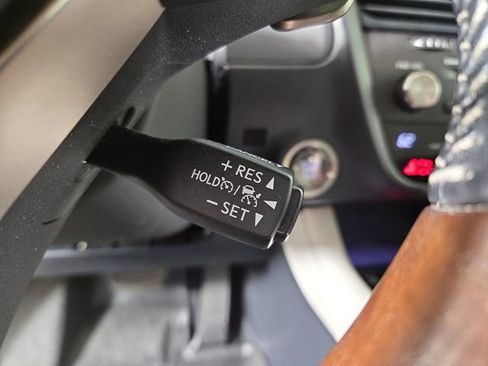 + RES
HOLD /
− SET